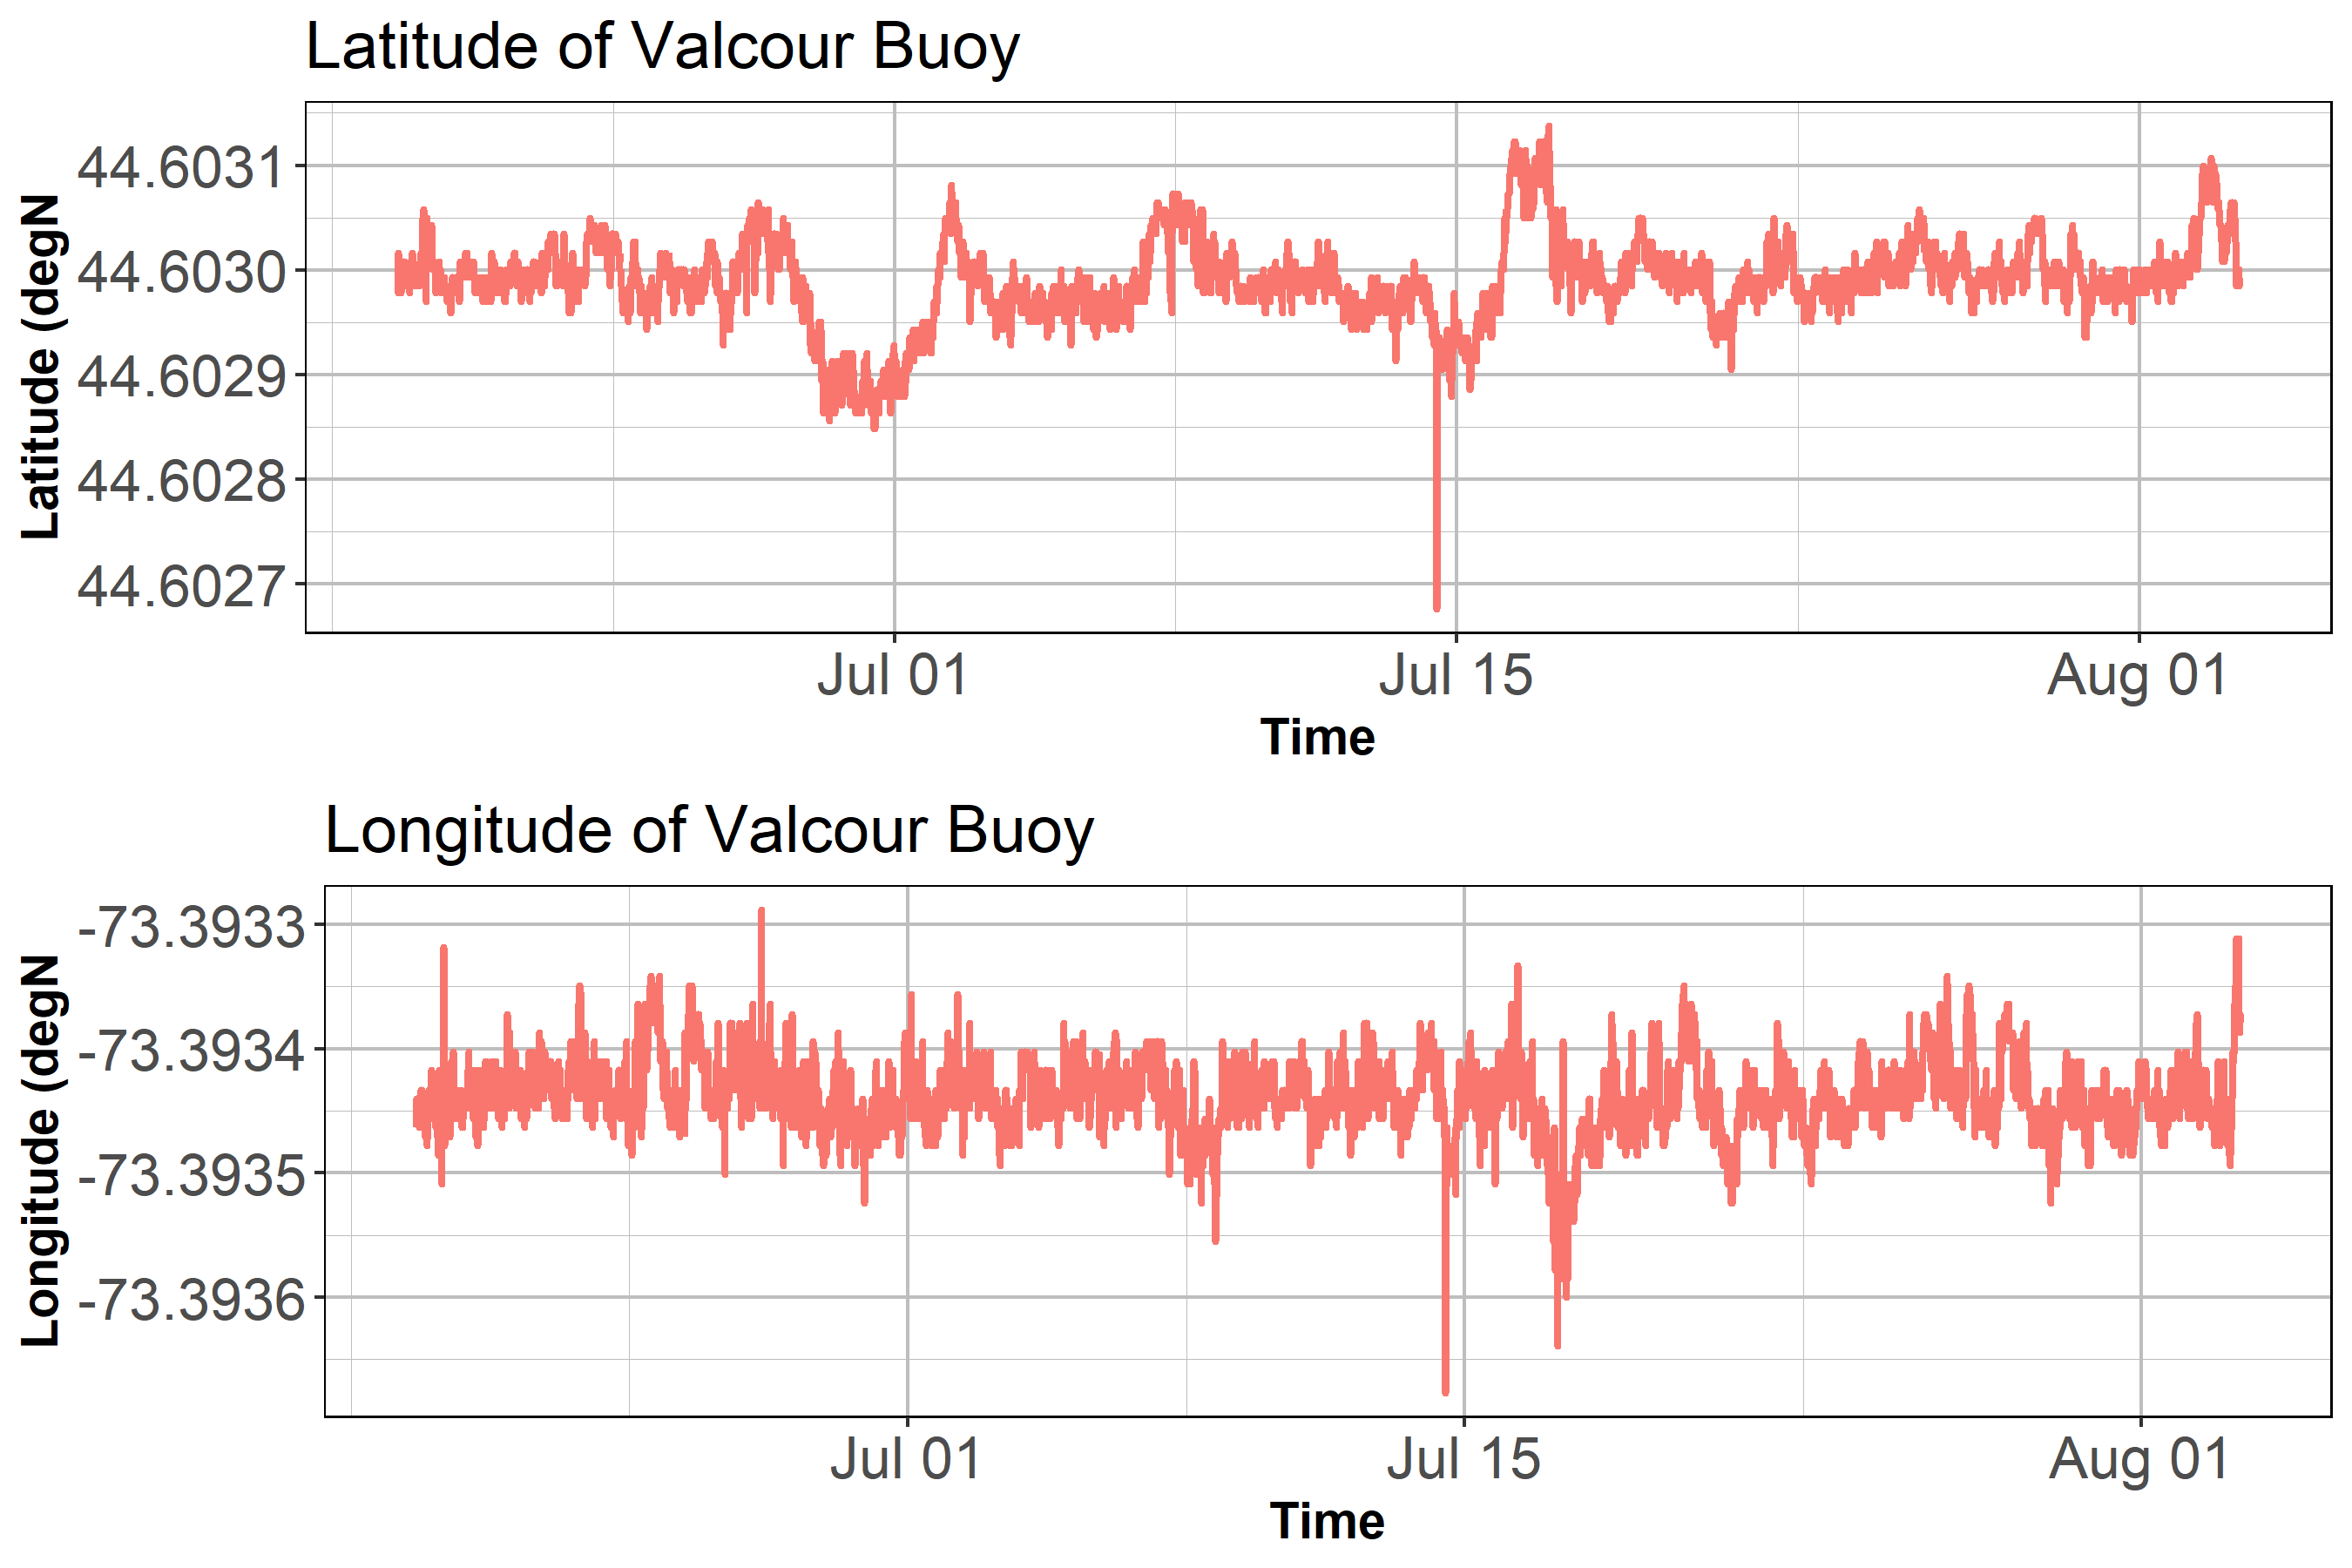 Latitude of Valcour Buoy
Latitude (degN
44.6031
44.6030
44.6029
44.6028
44.6027
Jul 01
Jul 15
Aug 01
Time
Longitude of Valcour Buoy
Longitude (degN
-73.3933
-73.3934
-73.3935
-73.3936
Jul 01
Jul 15
Aug 01
Time